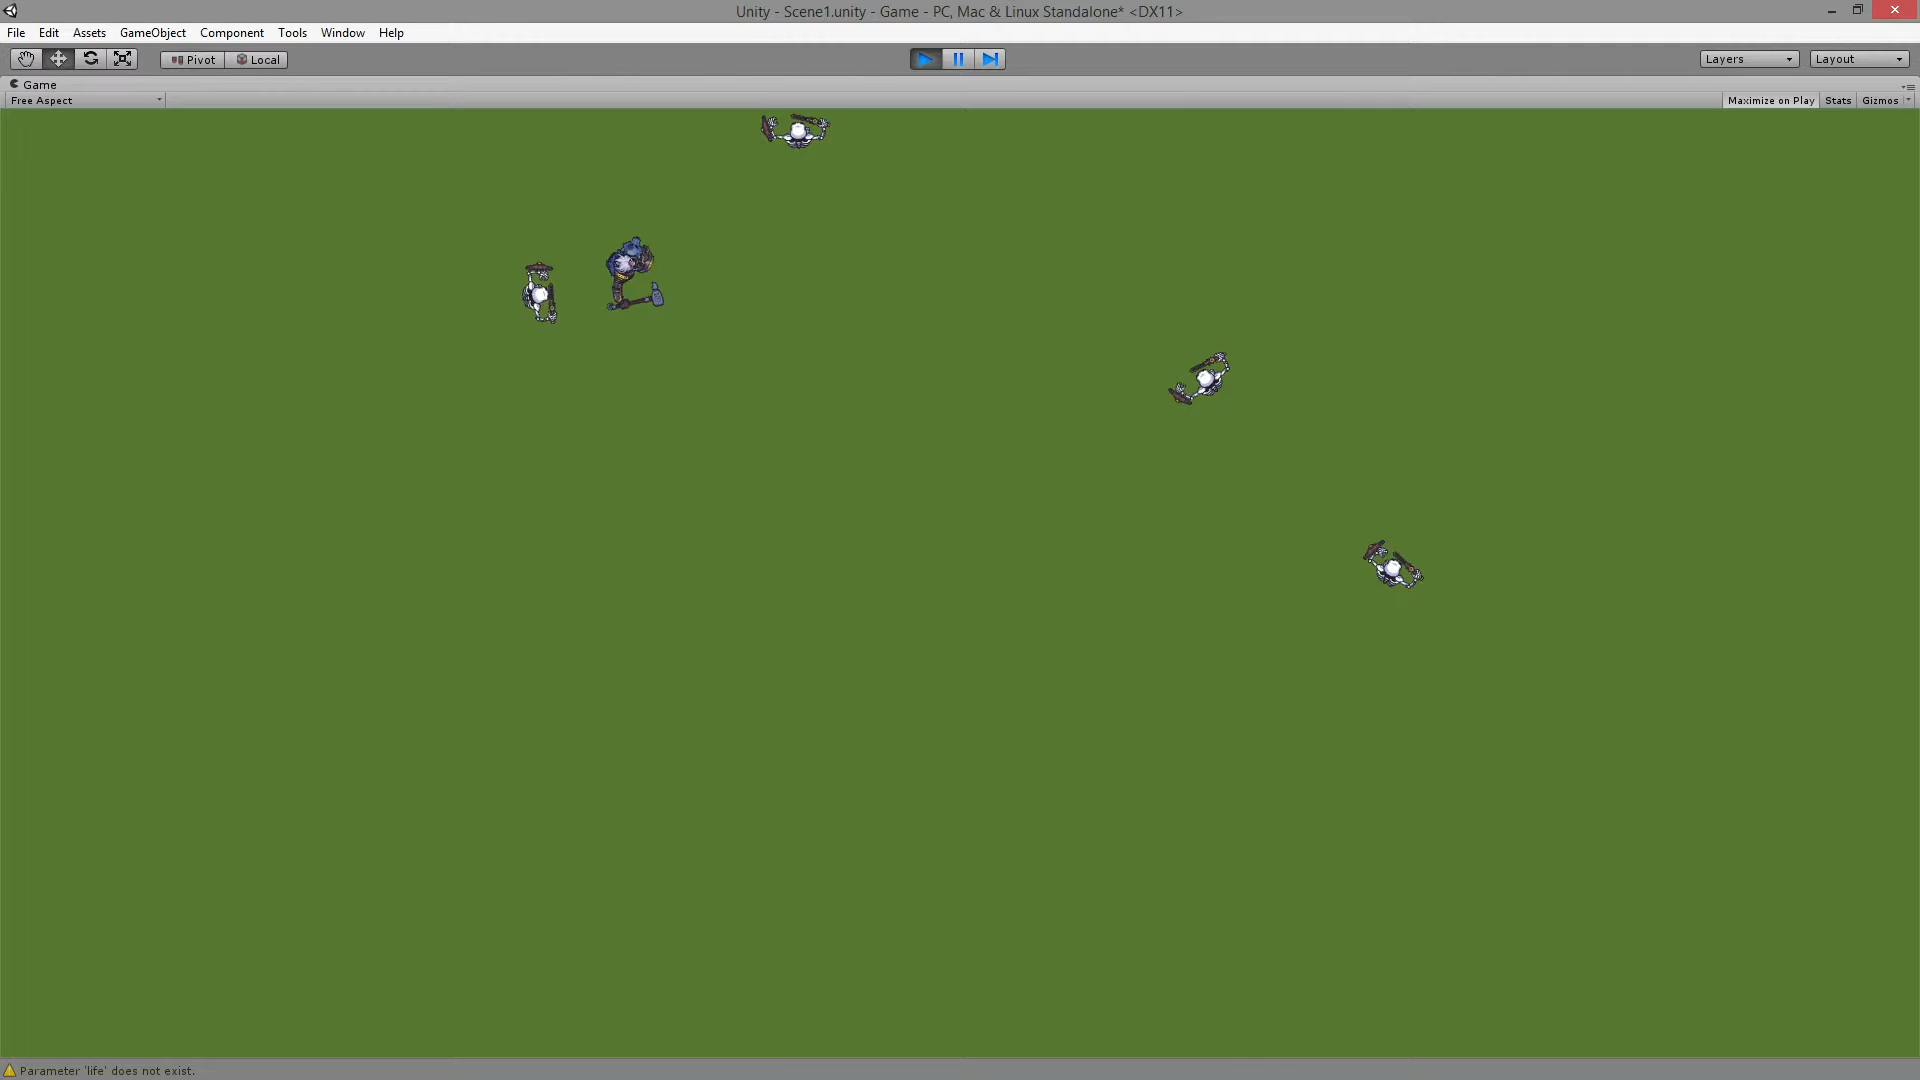 Unity - Scene1.unity - Game - PC, Mac & Linux Standalone* <DX11>
File Edit Assets GameObject Component Tools Window Help
Pivot Local Layers Layout
Game
Free Aspect Maximize on Play Stats Gizmos
Parameter 'life' does not exist.